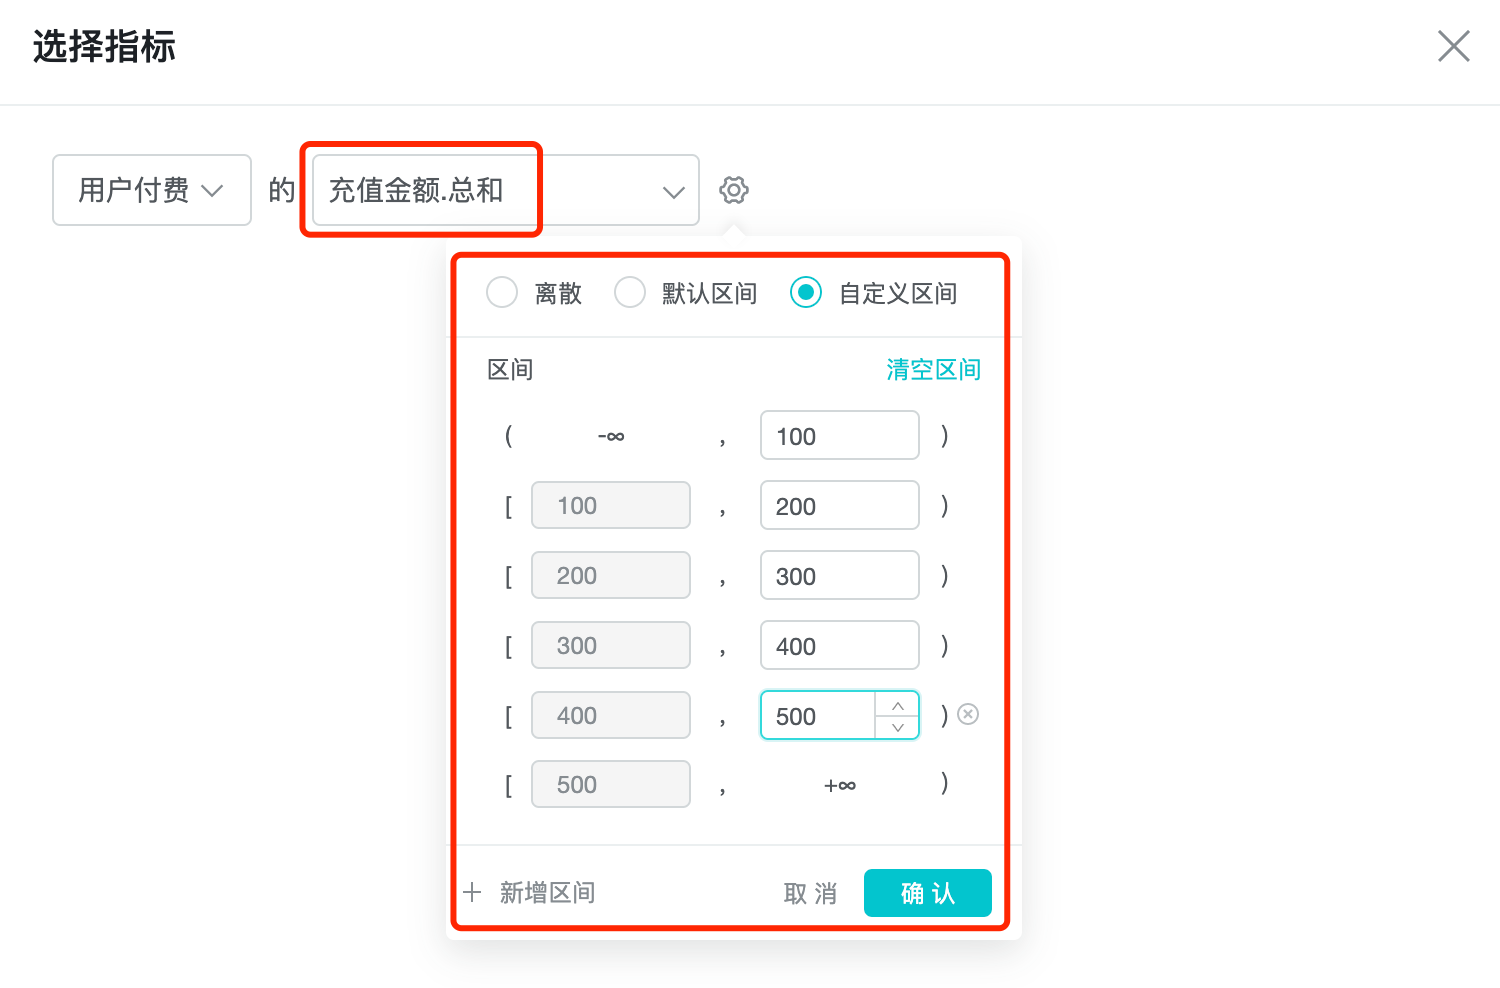 选择指标
用户付费 的 充值金额.总和
离散 默认区间 自定义区间
区间 清空区间
( -∞ , 100 )
[ 100 , 200 )
[ 200 , 300 )
[ 300 , 400 )
[ 400 , 500 )
[ 500 , +∞ )
+ 新增区间 取 消 确 认